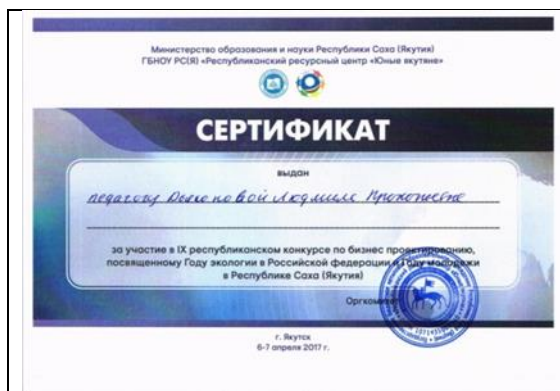 Министерство образования и науки Республики Саха (Якутия)
ГБНОУ РС(Я) «Республиканский ресурсный центр «Юные якутяне»
СЕРТИФИКАТ
выдан
педагогу Дьяконовой Людмиле Прокопьевне
за участие в IX республиканском конкурсе по бизнес проектированию,
посвященному Году экологии в Российской федерации и Году молодежи
в Республике Саха (Якутия)
Оргкомитет
г. Якутск
6-7 апреля 2017 г.